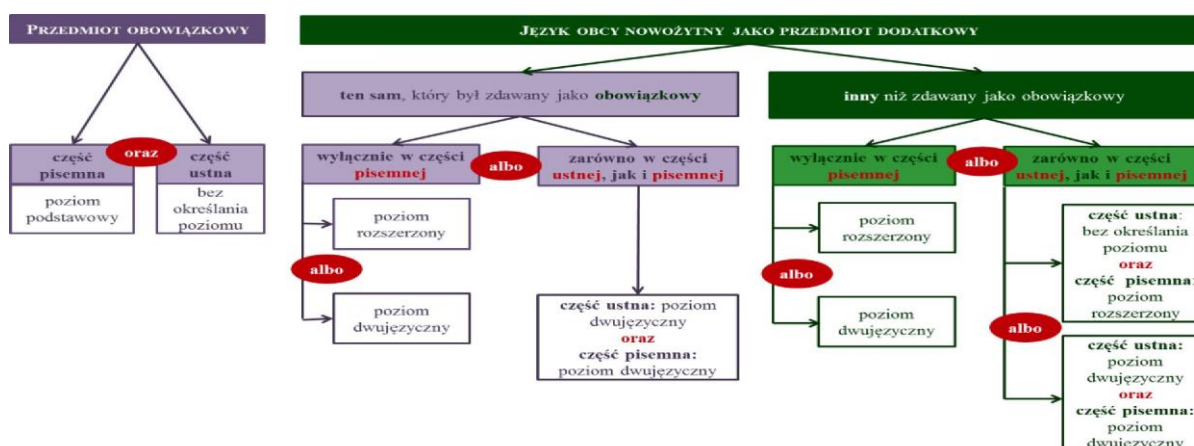 PRZEDMIOT OBOWIĄZKOWY
część
pisemna
oraz
część
ustna
poziom
podstawowy
bez
określania
poziomu
JĘZYK OBCY NOWOŻYTNY JAKO PRZEDMIOT DODATKOWY
ten sam, który był zdawany jako obowiązkowy
wyłącznie w części
pisemnej
albo
zarówno w części
ustnej, jak i pisemnej
poziom
rozszerzony
albo
poziom
dwujęzyczny
część ustna: poziom
dwujęzyczny
oraz
część pisemna:
poziom dwujęzyczny
inny niż zdawany jako obowiązkowy
wyłącznie w części
pisemnej
albo
zarówno w części
ustnej, jak i pisemnej
poziom
rozszerzony
albo
poziom
dwujęzyczny
część ustna:
bez określania
poziomu
oraz
część pisemna:
poziom
rozszerzony
albo
część ustna:
poziom
dwujęzyczny
oraz
część pisemna:
poziom
dwujęzyczny